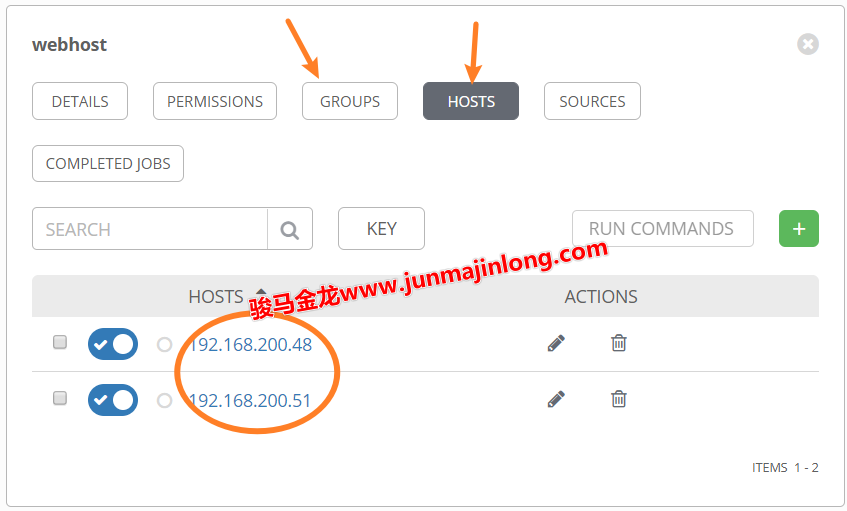 webhost
DETAILS PERMISSIONS GROUPS HOSTS SOURCES
COMPLETED JOBS
SEARCH KEY RUN COMMANDS +
HOSTS ACTIONS
骏马金龙www.junmajinlong.com
192.168.200.48
192.168.200.51
ITEMS 1 - 2